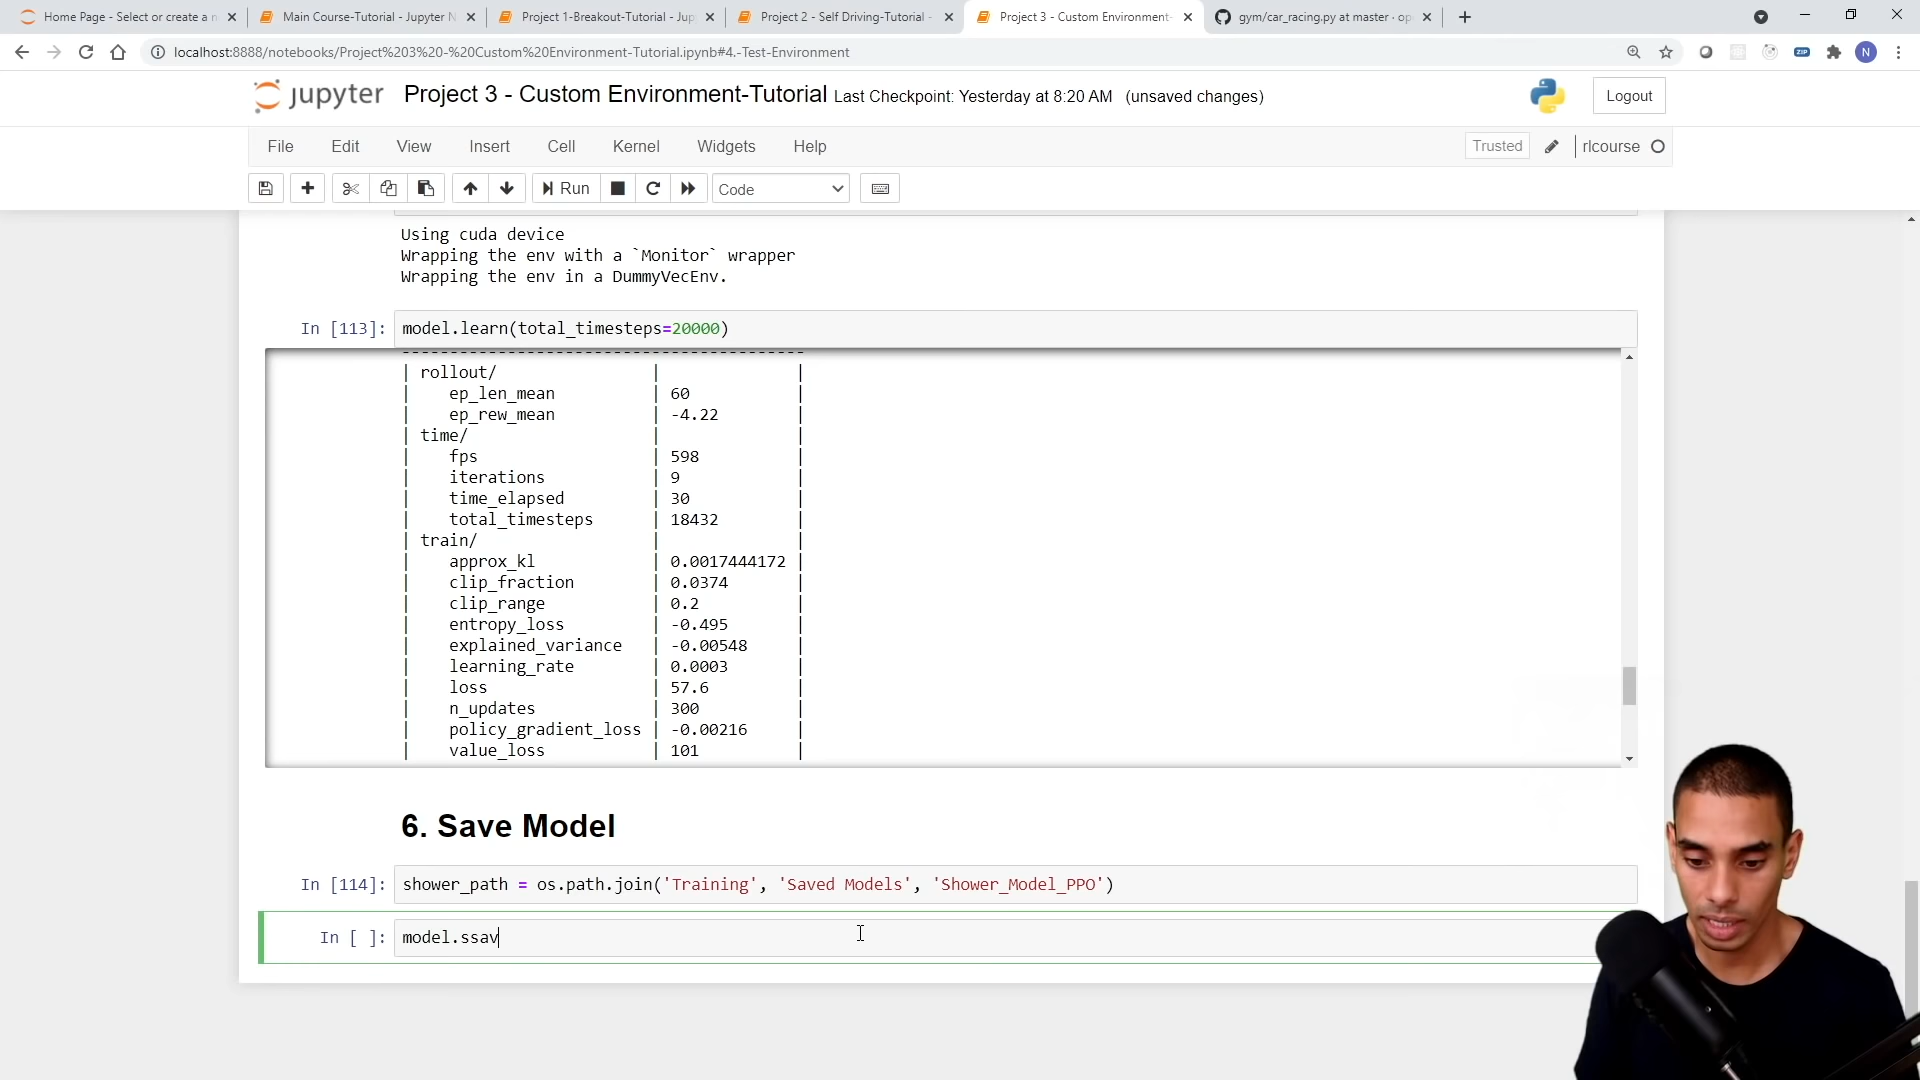 Home Page - Select or create a n
Main Course-Tutorial - Jupyter N
Project 1-Breakout-Tutorial - Jup
Project 2 - Self Driving-Tutorial -
Project 3 - Custom Environment-
gym/car_racing.py at master · op
localhost:8888/notebooks/Project%203%20-%20Custom%20Environment-Tutorial.ipynb#4.-Test-Environment
ZIP
N
jupyter Project 3 - Custom Environment-Tutorial Last Checkpoint: Yesterday at 8:20 AM (unsaved changes)
Logout
File Edit View Insert Cell Kernel Widgets Help
Trusted
rlcourse
Run
Code
Using cuda device
Wrapping the env with a `Monitor` wrapper
Wrapping the env in a DummyVecEnv.
In [113]: model.learn(total_timesteps=20000)
-----------------------------------------
| rollout/ | |
| ep_len_mean | 60 |
| ep_rew_mean | -4.22 |
| time/ | |
| fps | 598 |
| iterations | 9 |
| time_elapsed | 30 |
| total_timesteps | 18432 |
| train/ | |
| approx_kl | 0.0017444172 |
| clip_fraction | 0.0374 |
| clip_range | 0.2 |
| entropy_loss | -0.495 |
| explained_variance | -0.00548 |
| learning_rate | 0.0003 |
| loss | 57.6 |
| n_updates | 300 |
| policy_gradient_loss | -0.00216 |
| value_loss | 101 |
6. Save Model
In [114]: shower_path = os.path.join('Training', 'Saved Models', 'Shower_Model_PPO')
In [ ]: model.ssav